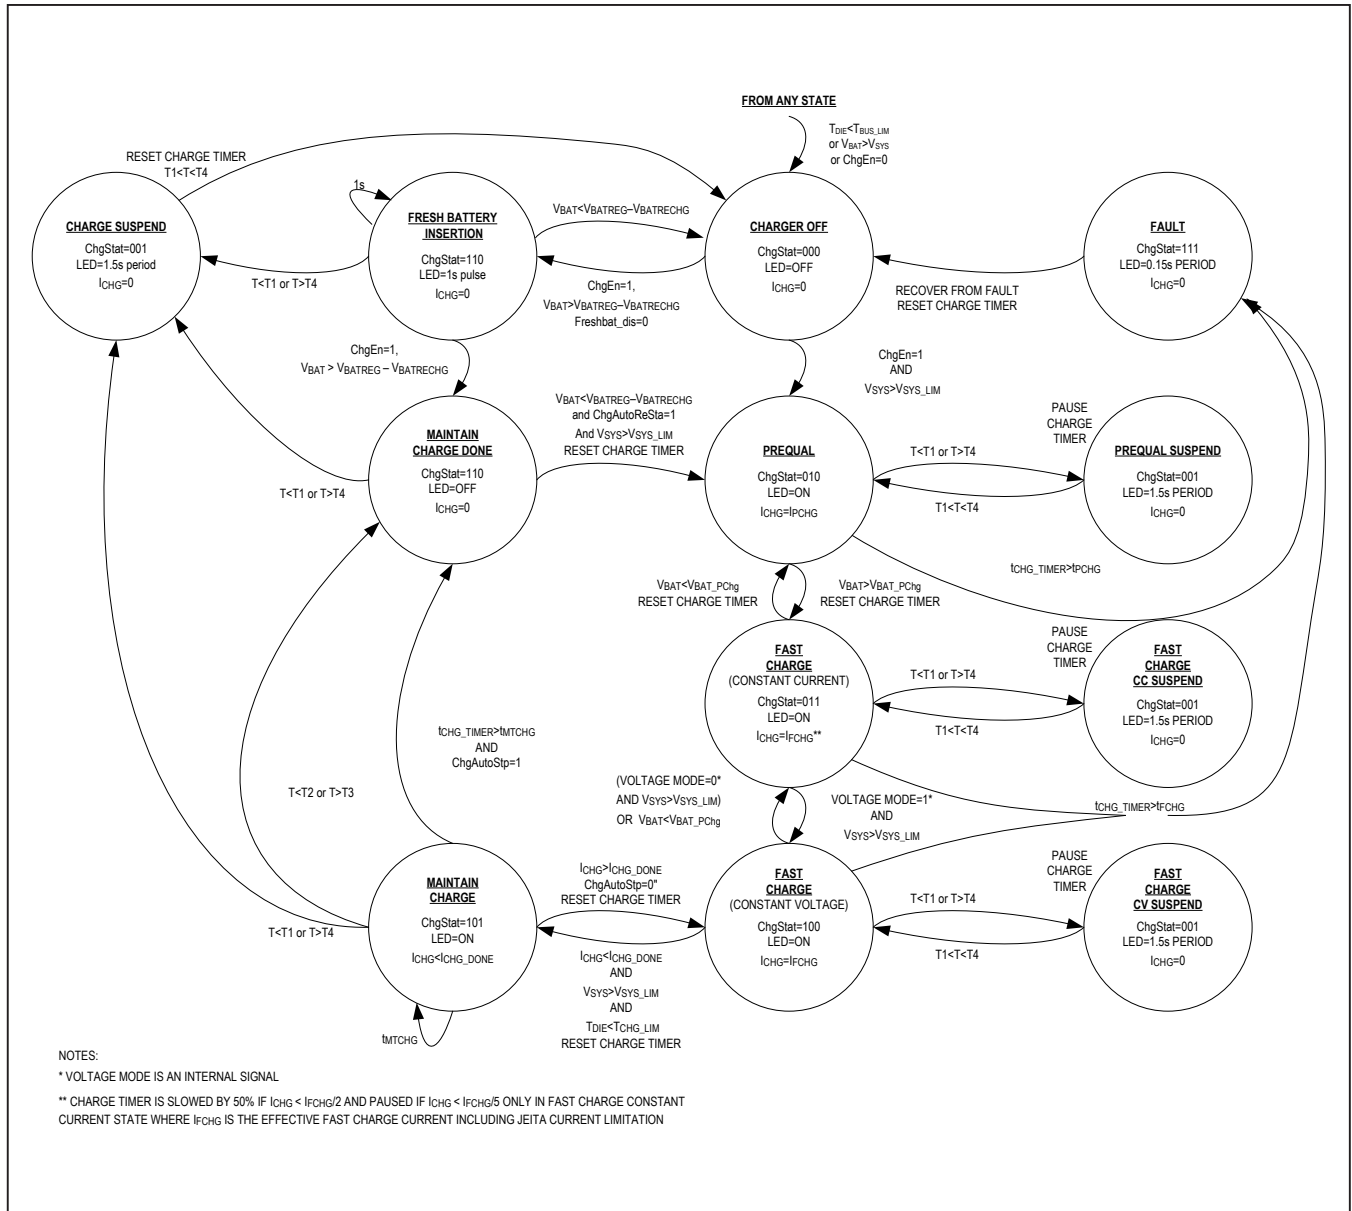 FROM ANY STATE
TDIE<TBUS_LIM
or VBAT>VSYS
or ChgEn=0
RESET CHARGE TIMER
T1<T<T4
CHARGE SUSPEND
ChgStat=001
LED=1.5s period
ICHG=0
1s
FRESH BATTERY
INSERTION
ChgStat=110
LED=1s pulse
ICHG=0
T<T1 or T>T4
VBAT<VBATREG–VBATRECHG
ChgEn=1,
VBAT>VBATREG–VBATRECHG
Freshbat_dis=0
CHARGER OFF
ChgStat=000
LED=OFF
ICHG=0
RECOVER FROM FAULT
RESET CHARGE TIMER
FAULT
ChgStat=111
LED=0.15s PERIOD
ICHG=0
ChgEn=1,
VBAT > VBATREG – VBATRECHG
ChgEn=1
AND
VSYS>VSYS_LIM
MAINTAIN
CHARGE DONE
ChgStat=110
LED=OFF
ICHG=0
T<T1 or T>T4
VBAT<VBATREG–VBATRECHG
and ChgAutoReSta=1
And VSYS>VSYS_LIM
RESET CHARGE TIMER
PREQUAL
ChgStat=010
LED=ON
ICHG=IPCHG
T<T1 or T>T4
T1<T<T4
PAUSE
CHARGE
TIMER
PREQUAL SUSPEND
ChgStat=001
LED=1.5s PERIOD
ICHG=0
tCHG_TIMER>tPCHG
VBAT<VBAT_PChg
RESET CHARGE TIMER
VBAT>VBAT_PChg
RESET CHARGE TIMER
FAST
CHARGE
(CONSTANT CURRENT)
ChgStat=011
LED=ON
ICHG=IFCHG**
T<T1 or T>T4
T1<T<T4
PAUSE
CHARGE
TIMER
FAST
CHARGE
CC SUSPEND
ChgStat=001
LED=1.5s PERIOD
ICHG=0
tCHG_TIMER>tMTCHG
AND
ChgAutoStp=1
T<T2 or T>T3
(VOLTAGE MODE=0*
AND VSYS>VSYS_LIM)
OR VBAT<VBAT_PChg
VOLTAGE MODE=1*
AND
VSYS>VSYS_LIM
tCHG_TIMER>tFCHG
MAINTAIN
CHARGE
ChgStat=101
LED=ON
ICHG<ICHG_DONE
T<T1 or T>T4
tMTCHG
ICHG>ICHG_DONE
ChgAutoStp=0"
RESET CHARGE TIMER
ICHG<ICHG_DONE
AND
VSYS>VSYS_LIM
AND
TDIE<TCHG_LIM
RESET CHARGE TIMER
FAST
CHARGE
(CONSTANT VOLTAGE)
ChgStat=100
LED=ON
ICHG=IFCHG
T<T1 or T>T4
T1<T<T4
PAUSE
CHARGE
TIMER
FAST
CHARGE
CV SUSPEND
ChgStat=001
LED=1.5s PERIOD
ICHG=0
NOTES:
* VOLTAGE MODE IS AN INTERNAL SIGNAL
** CHARGE TIMER IS SLOWED BY 50% IF ICHG < IFCHG/2 AND PAUSED IF ICHG < IFCHG/5 ONLY IN FAST CHARGE CONSTANT
CURRENT STATE WHERE IFCHG IS THE EFFECTIVE FAST CHARGE CURRENT INCLUDING JEITA CURRENT LIMITATION